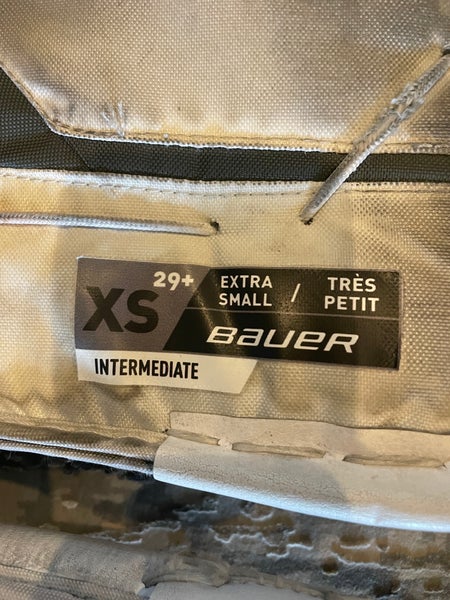 29+
XS
EXTRA SMALL / TRÈS PETIT
BAUER
INTERMEDIATE